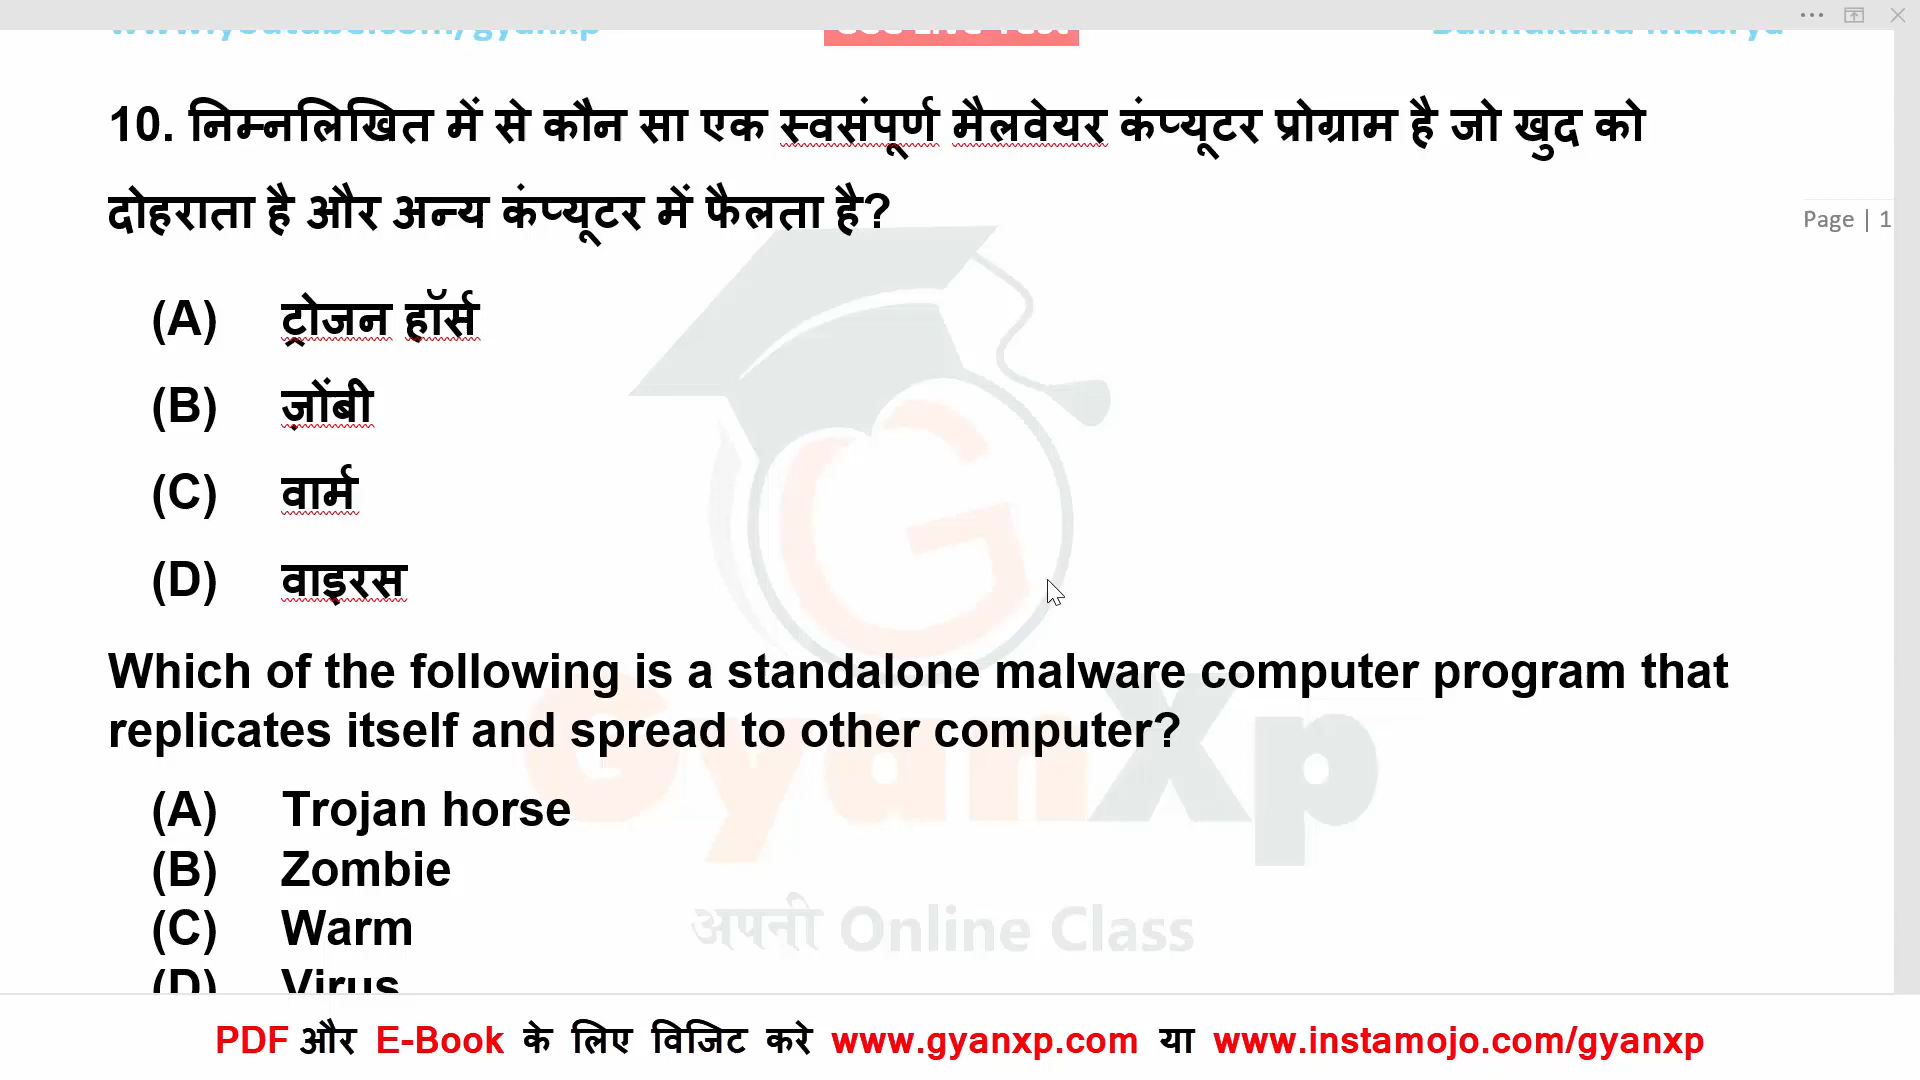 10. निम्नलिखित में से कौन सा एक स्वसंपूर्ण मैलवेयर कंप्यूटर प्रोग्राम है जो खुद को
दोहराता है और अन्य कंप्यूटर में फैलता है?
Page | 1
(A) ट्रोजन हॉर्स
(B) ज़ोंबी
(C) वार्म
(D) वाइरस
Which of the following is a standalone malware computer program that
replicates itself and spread to other computer?
(A) Trojan horse
(B) Zombie
(C) Warm
(D) Virus
GyanXp
अपनी Online Class
PDF और E-Book के लिए विजिट करे www.gyanxp.com या www.instamojo.com/gyanxp